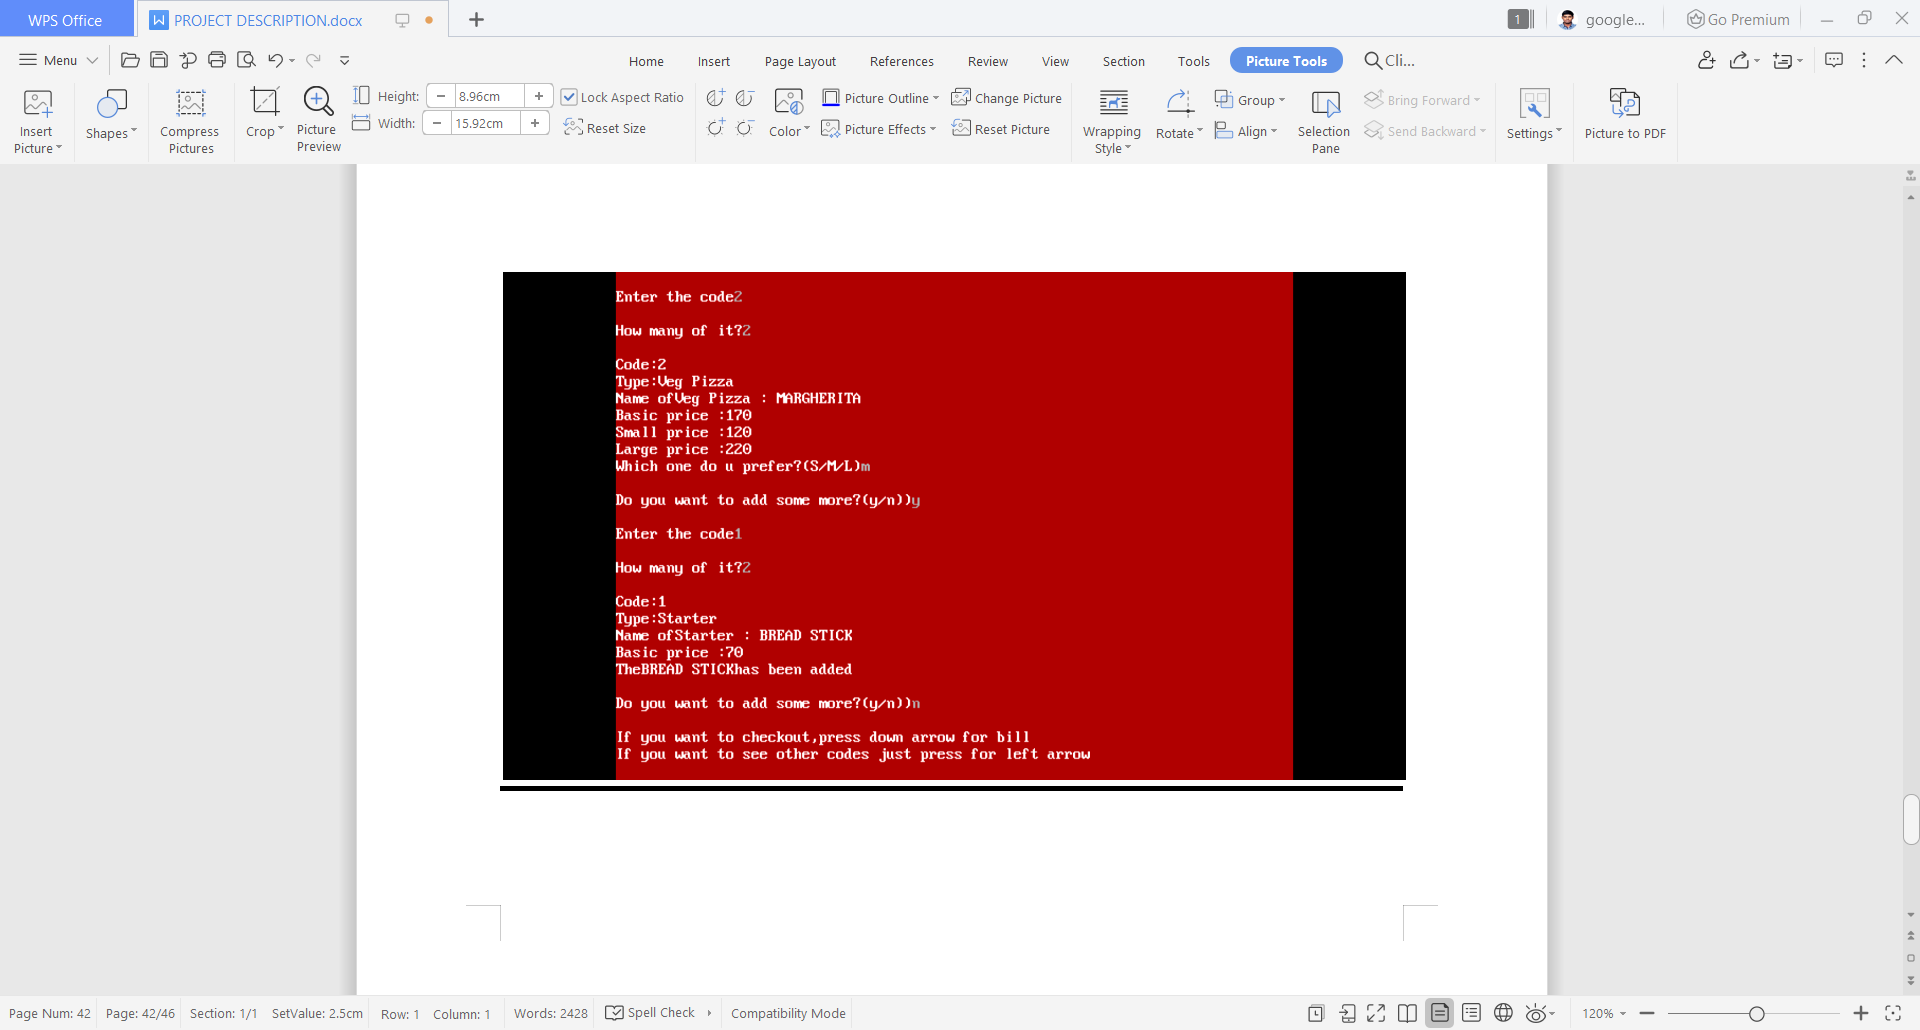 WPS Office
PROJECT DESCRIPTION.docx
1
google...
Go Premium
Menu
Home
Insert
Page Layout
References
Review
View
Section
Tools
Picture Tools
Cli...
Insert Picture
Shapes
Compress Pictures
Crop
Picture Preview
Height: 8.96cm
Width: 15.92cm
Lock Aspect Ratio
Reset Size
Color
Picture Outline
Picture Effects
Change Picture
Reset Picture
Wrapping Style
Rotate
Group
Align
Selection Pane
Bring Forward
Send Backward
Settings
Picture to PDF
Enter the code2
How many of it?2
Code:2
Type:Veg Pizza
Name ofVeg Pizza : MARGHERITA
Basic price :170
Small price :120
Large price :220
Which one do u prefer?(S/M/L)m
Do you want to add some more?(y/n))y
Enter the code1
How many of it?2
Code:1
Type:Starter
Name ofStarter : BREAD STICK
Basic price :70
TheBREAD STICKhas been added
Do you want to add some more?(y/n))n
If you want to checkout,press down arrow for bill
If you want to see other codes just press for left arrow
Page Num: 42
Page: 42/46
Section: 1/1
SetValue: 2.5cm
Row: 1
Column: 1
Words: 2428
Spell Check
Compatibility Mode
120%